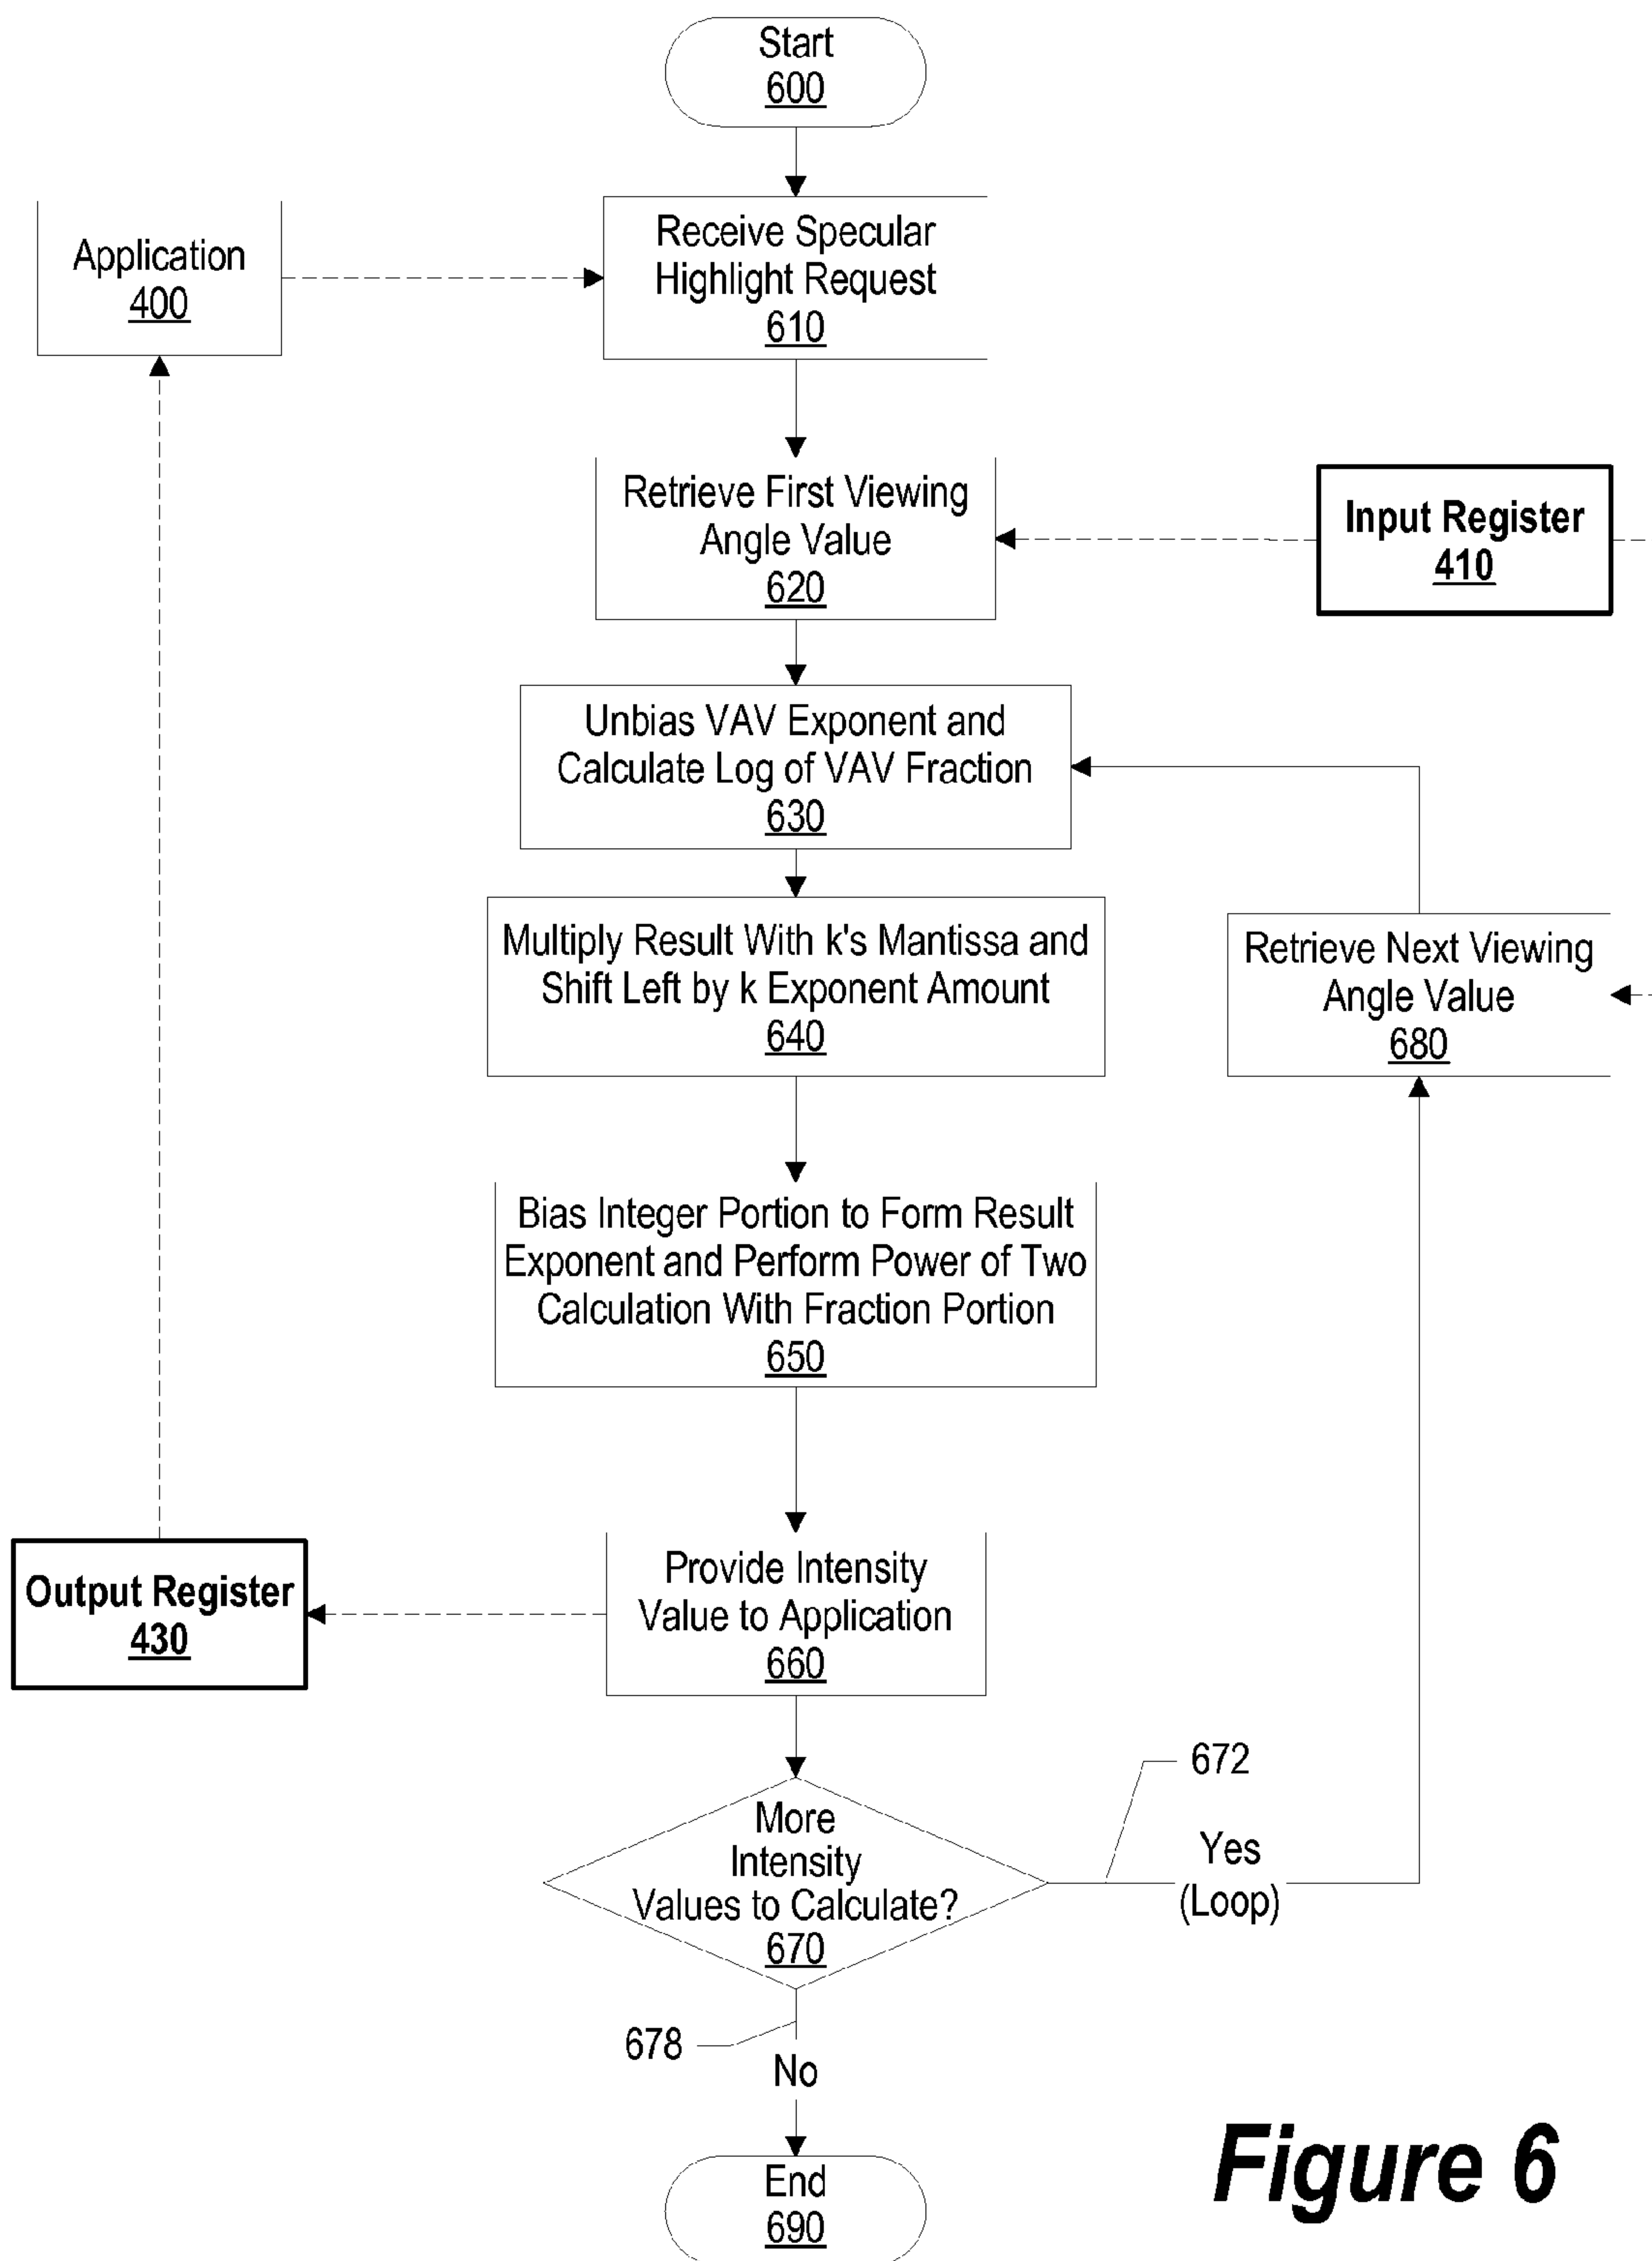 Start
600
Application
400
Receive Specular
Highlight Request
610
Retrieve First Viewing
Angle Value
620
Input Register
410
Unbias VAV Exponent and
Calculate Log of VAV Fraction
630
Multiply Result With k's Mantissa and
Shift Left by k Exponent Amount
640
Retrieve Next Viewing
Angle Value
680
Bias Integer Portion to Form Result
Exponent and Perform Power of Two
Calculation With Fraction Portion
650
Output Register
430
Provide Intensity
Value to Application
660
More
Intensity
Values to Calculate?
670
672
Yes
(Loop)
678
No
End
690
Figure 6